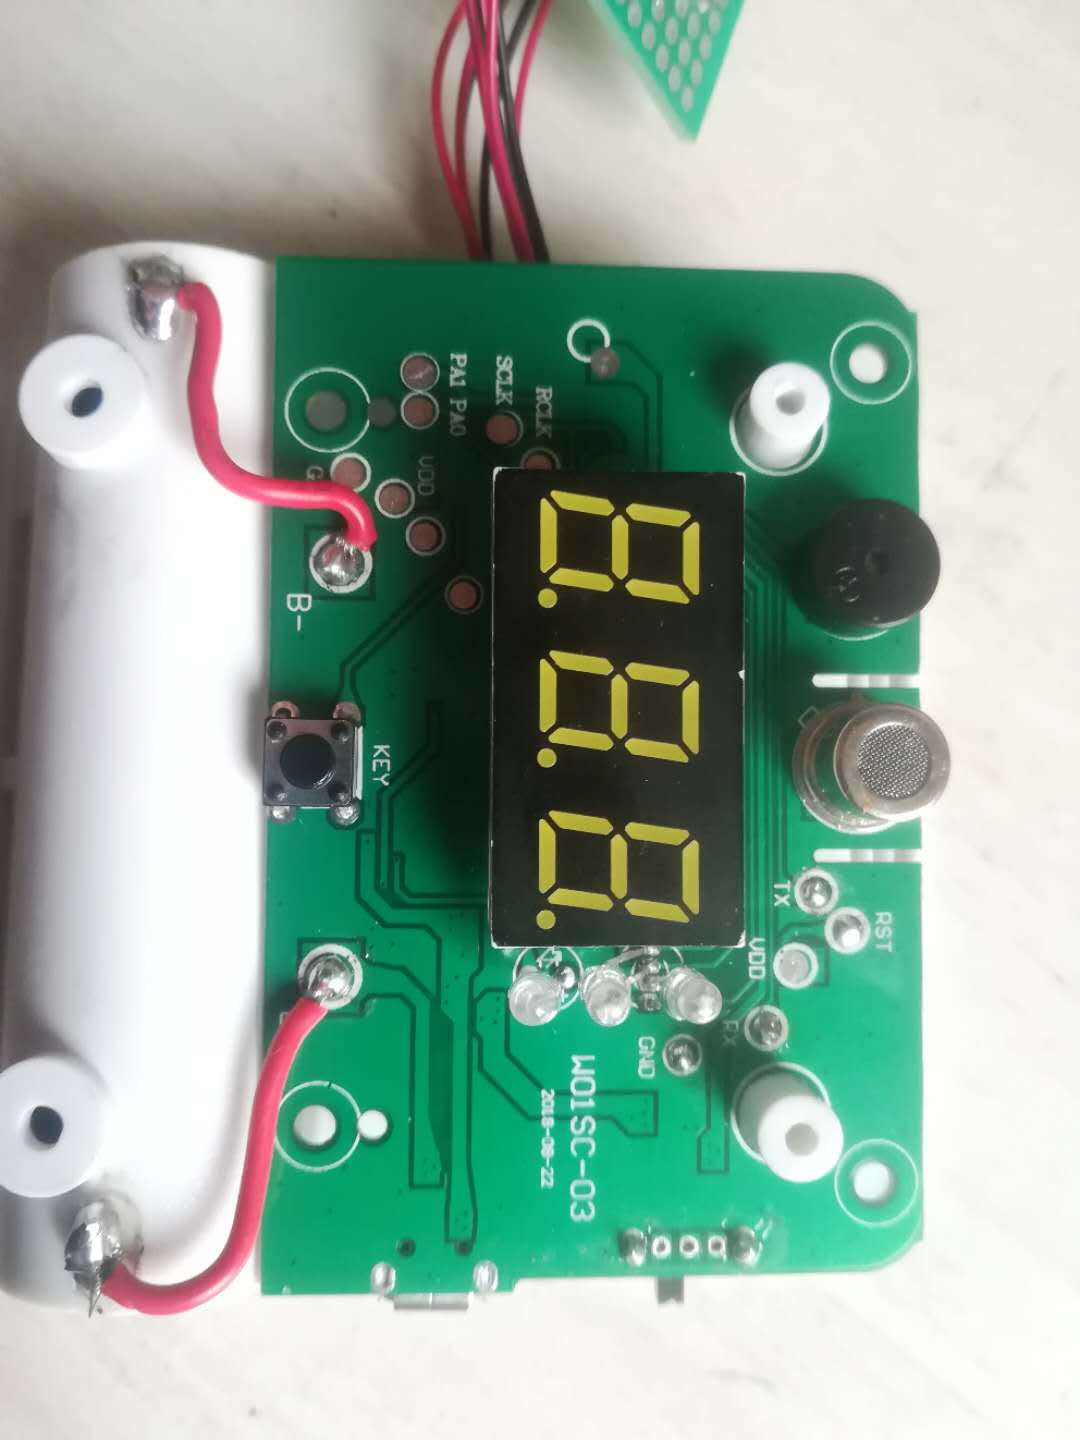 PA1 PA0
SCLK
RCLK
VDD
G
B-
KEY
TX
RST
VDD
RX
GND
W01SC-03
2018-08-22